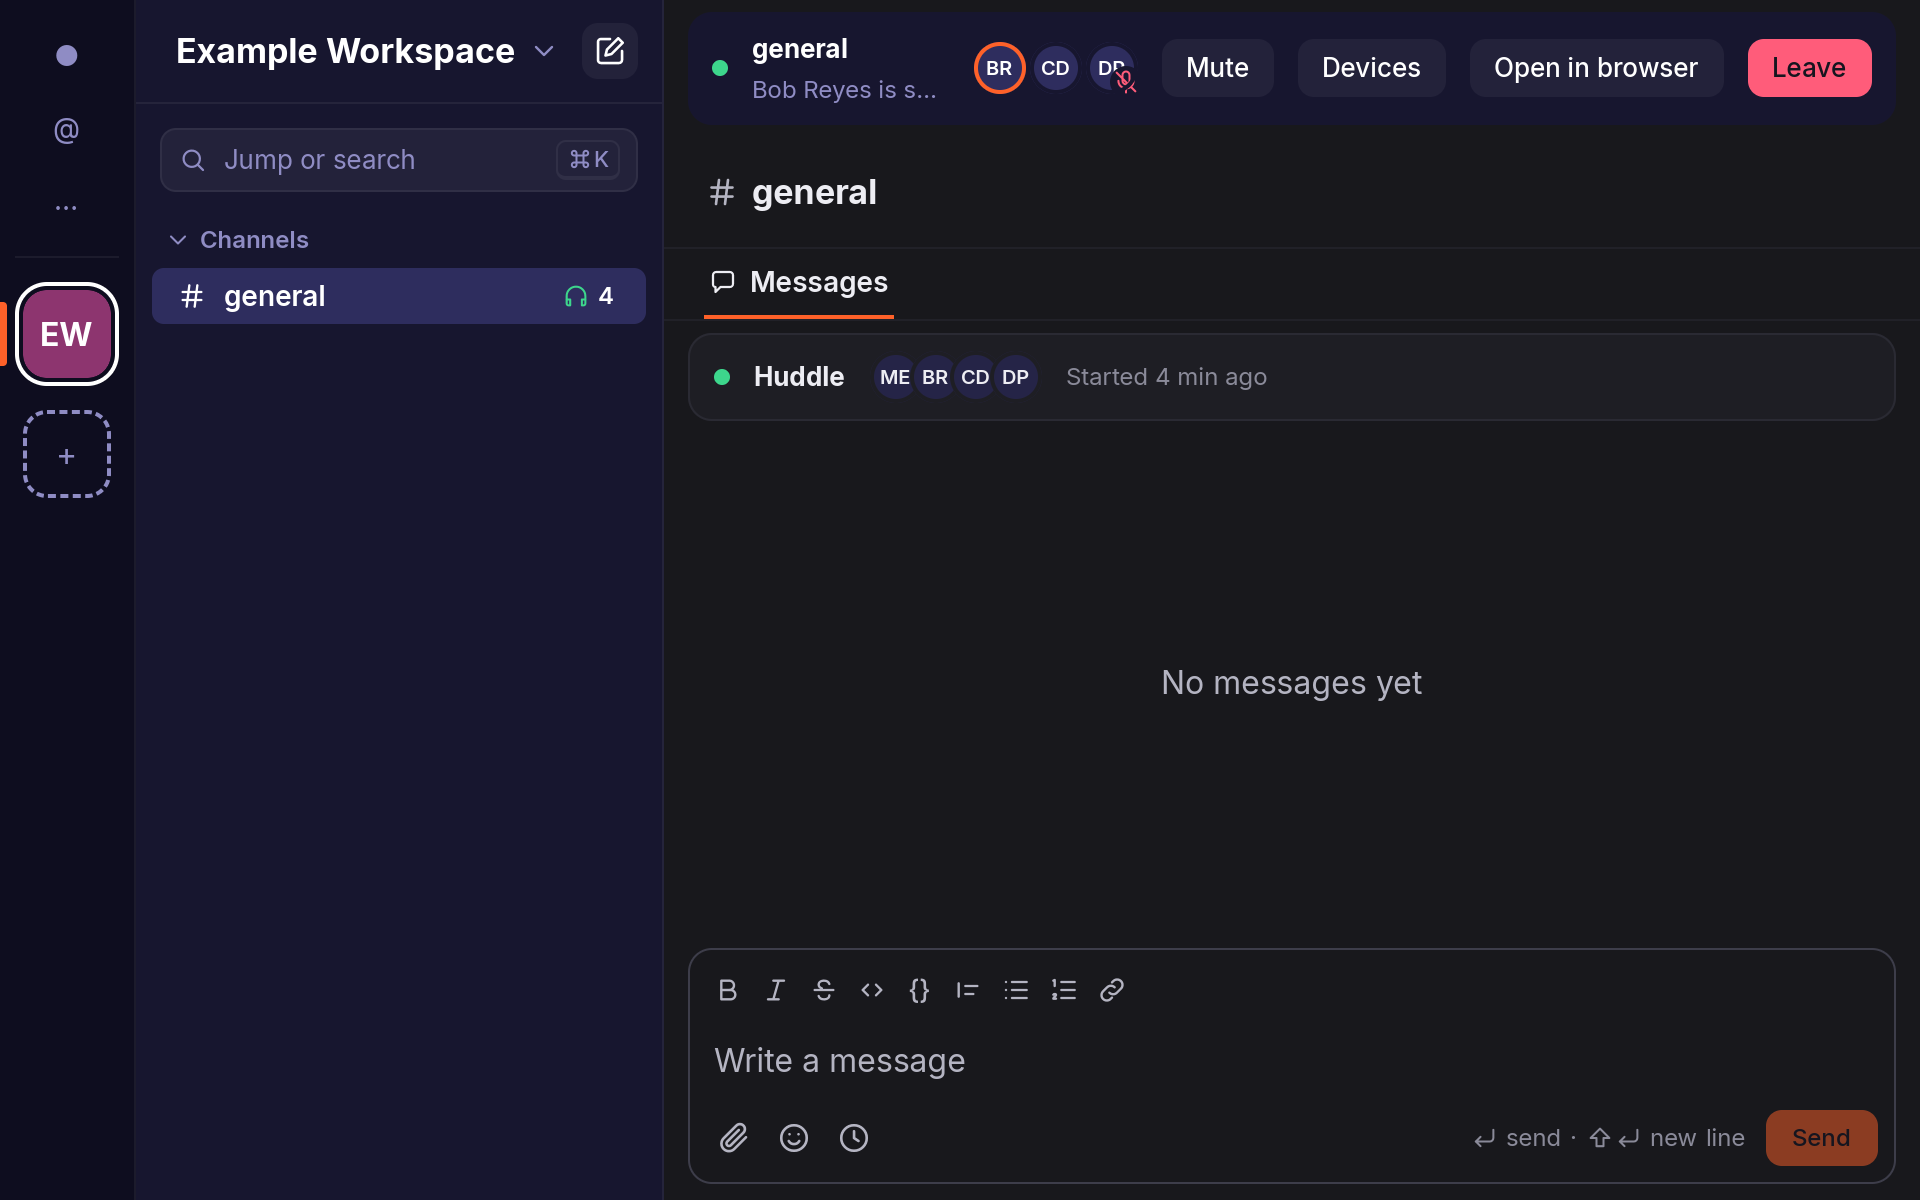 Example Workspace
@
...
EW
+
Jump or search
⌘K
Channels
# general
4
general
Bob Reyes is s...
BR
CD
DP
Mute
Devices
Open in browser
Leave
# general
Messages
Huddle
ME
BR
CD
DP
Started 4 min ago
No messages yet
Write a message
send · new line
Send